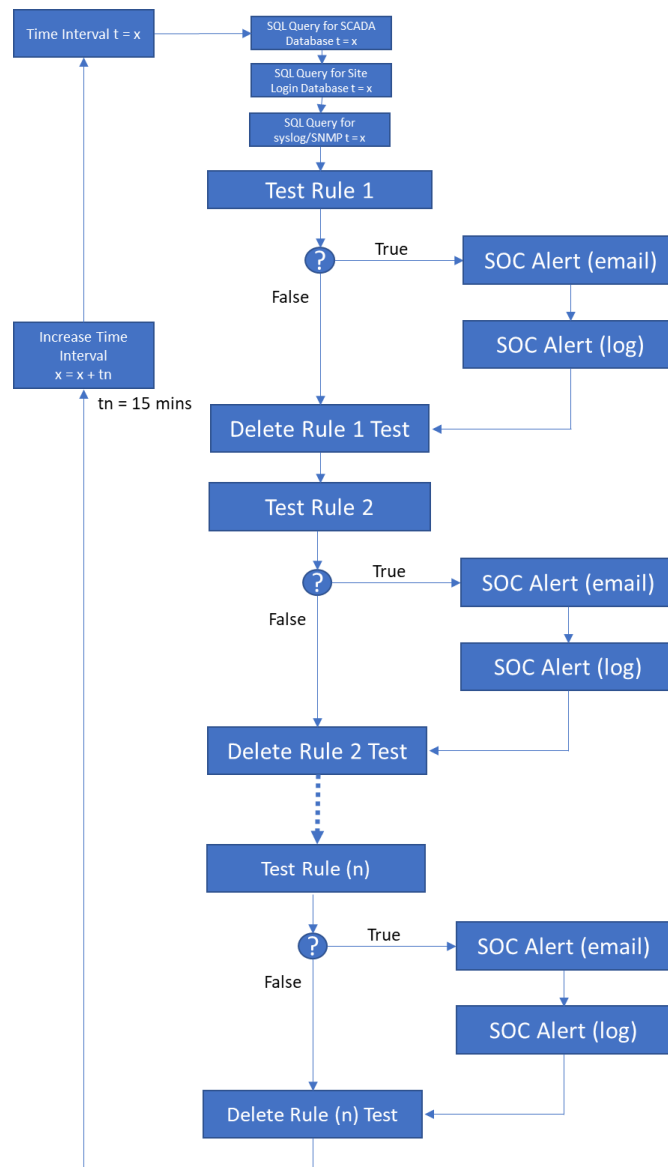 Time Interval t = x
SQL Query for SCADA
Database t = x
SQL Query for Site
Login Database t = x
SQL Query for
syslog/SNMP t = x
Test Rule 1
?
True
SOC Alert (email)
False
SOC Alert (log)
Increase Time
Interval
x = x + tn
tn = 15 mins
Delete Rule 1 Test
Test Rule 2
?
True
SOC Alert (email)
False
SOC Alert (log)
Delete Rule 2 Test
Test Rule (n)
?
True
SOC Alert (email)
False
SOC Alert (log)
Delete Rule (n) Test